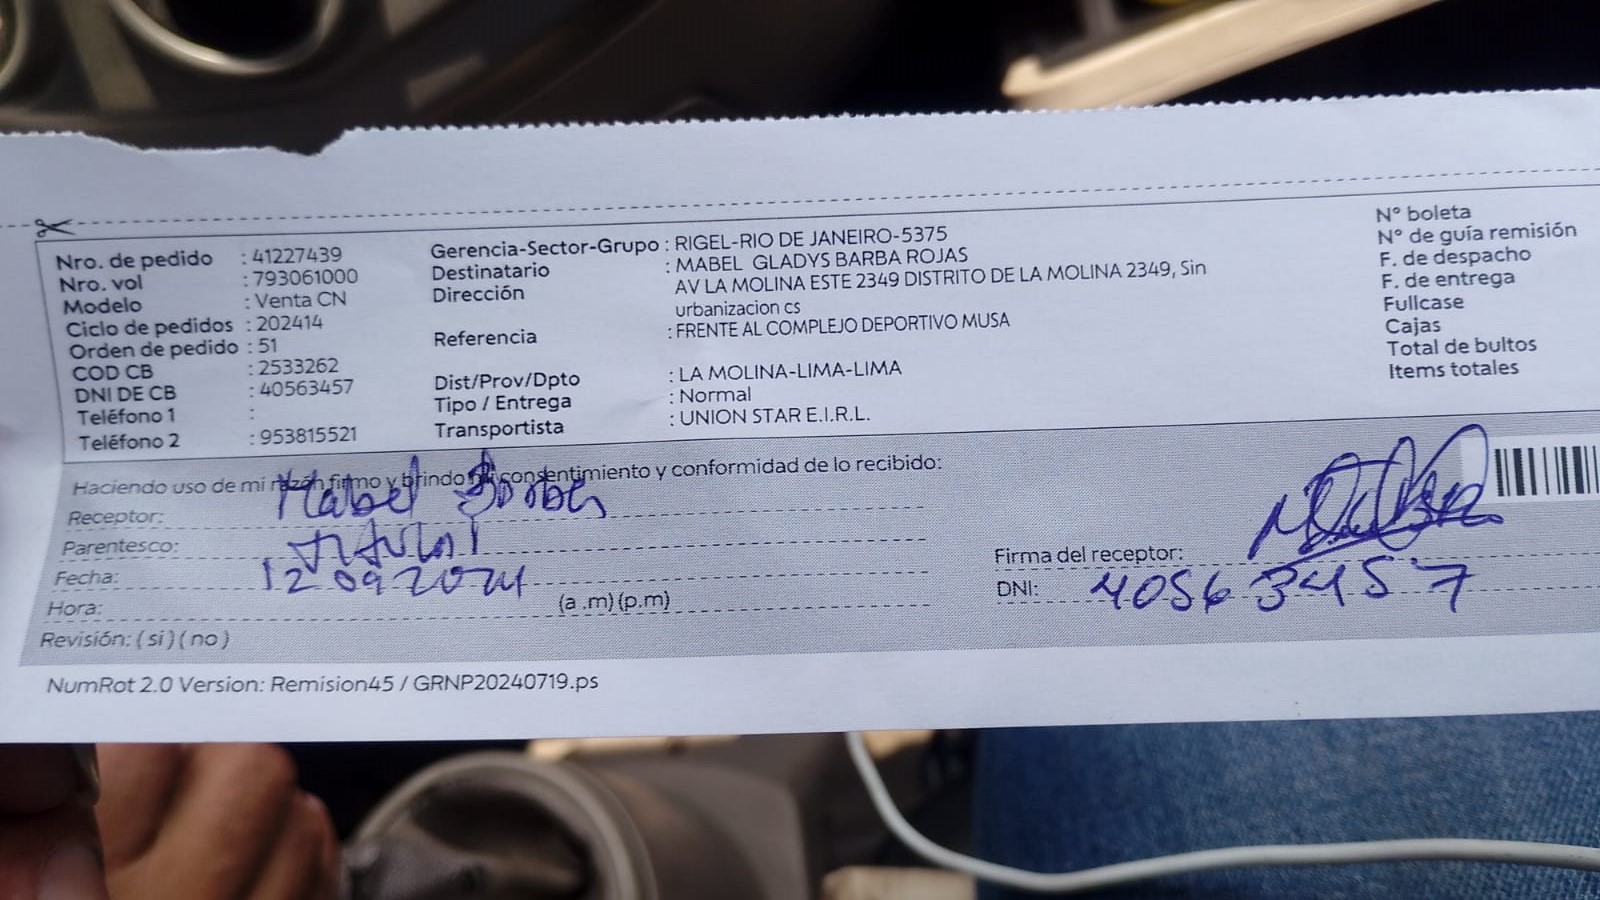 Nro. de pedido : 41227439
Nro. vol : 793061000
Modelo : Venta CN
Ciclo de pedidos : 202414
Orden de pedido : 51
COD CB : 2533262
DNI DE CB : 40563457
Teléfono 1 :
Teléfono 2 : 953815521
Gerencia-Sector-Grupo : RIGEL-RIO DE JANEIRO-5375
Destinatario : MABEL GLADYS BARBA ROJAS
Dirección AV LA MOLINA ESTE 2349 DISTRITO DE LA MOLINA 2349, Sin
urbanizacion cs
Referencia : FRENTE AL COMPLEJO DEPORTIVO MUSA
Dist/Prov/Dpto : LA MOLINA-LIMA-LIMA
Tipo / Entrega : Normal
Transportista : UNION STAR E.I.R.L.
N° boleta
N° de guía remisión
F. de despacho
F. de entrega
Fullcase
Cajas
Total de bultos
Items totales
Haciendo uso de mi razón firmo y brindo mi consentimiento y conformidad de lo recibido:
Receptor: Mabel Barba
Parentesco: titular
Fecha: 12 09 2024
Hora: (a .m) (p.m)
Revisión: ( si ) ( no )
Firma del receptor:
DNI: 40563457
NumRot 2.0 Version: Remision45 / GRNP20240719.ps